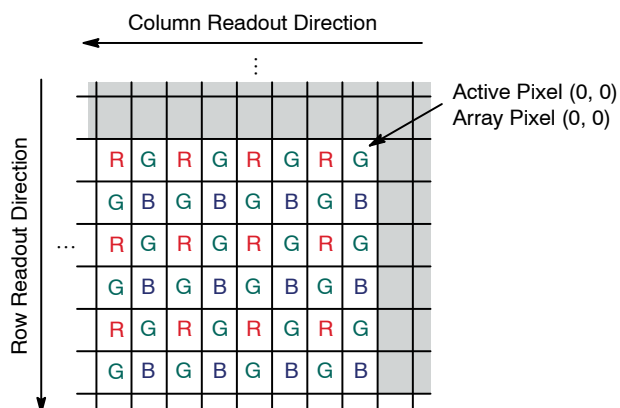 Column Readout Direction
...
Active Pixel (0, 0)
Array Pixel (0, 0)
Row Readout Direction
R G R G R G R G
G B G B G B G B
...
R G R G R G R G
G B G B G B G B
R G R G R G R G
G B G B G B G B